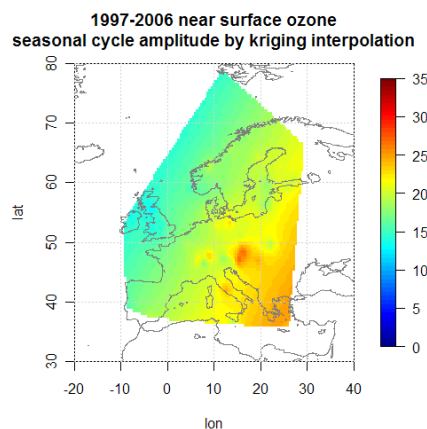 1997-2006 near surface ozone
seasonal cycle amplitude by kriging interpolation
80
70
60
50
40
30
lat
-20 -10 0 10 20 30 40
lon
35
30
25
20
15
10
5
0